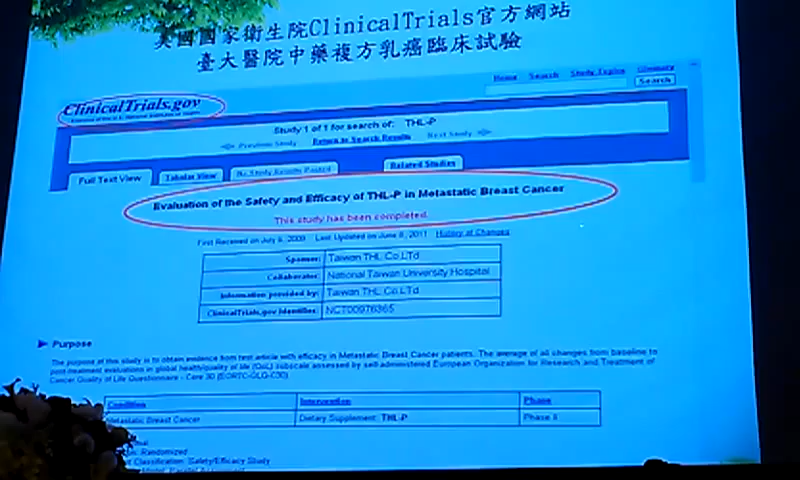 美國國家衛生院ClinicalTrials官方網站
臺大醫院中藥複方乳癌臨床試驗
Home Search Study Topics Glossary
Search
ClinicalTrials.gov
Study 1 of 1 for search of: THL-P
Previous Study Return to Search Results Next Study
Full Text View Tabular View No Study Results Posted Related Studies
Evaluation of the Safety and Efficacy of THL-P in Metastatic Breast Cancer
This study has been completed.
First Received on July 8, 2009 Last Updated on June 8, 2011 History of Changes
Sponsor: Taiwan THL Co.LTd
Collaborator: National Taiwan University Hospital
Information provided by: Taiwan THL Co.LTd
ClinicalTrials.gov Identifier: NCT00976365
Purpose
The purpose of this study is to obtain evidence from test article with efficacy in Metastatic Breast Cancer patients. The average of all changes from baseline to
post-treatment evaluations in global health/quality of life (QoL) subscale assessed by self-administered European Organization for Research and Treatment of
Cancer Quality of Life Questionnaire - Core 30 (EORTC-QLQ-C30)
Condition Intervention Phase
Metastatic Breast Cancer Dietary Supplement: THL-P Phase II
Randomized
Classification: Safety/Efficacy Study